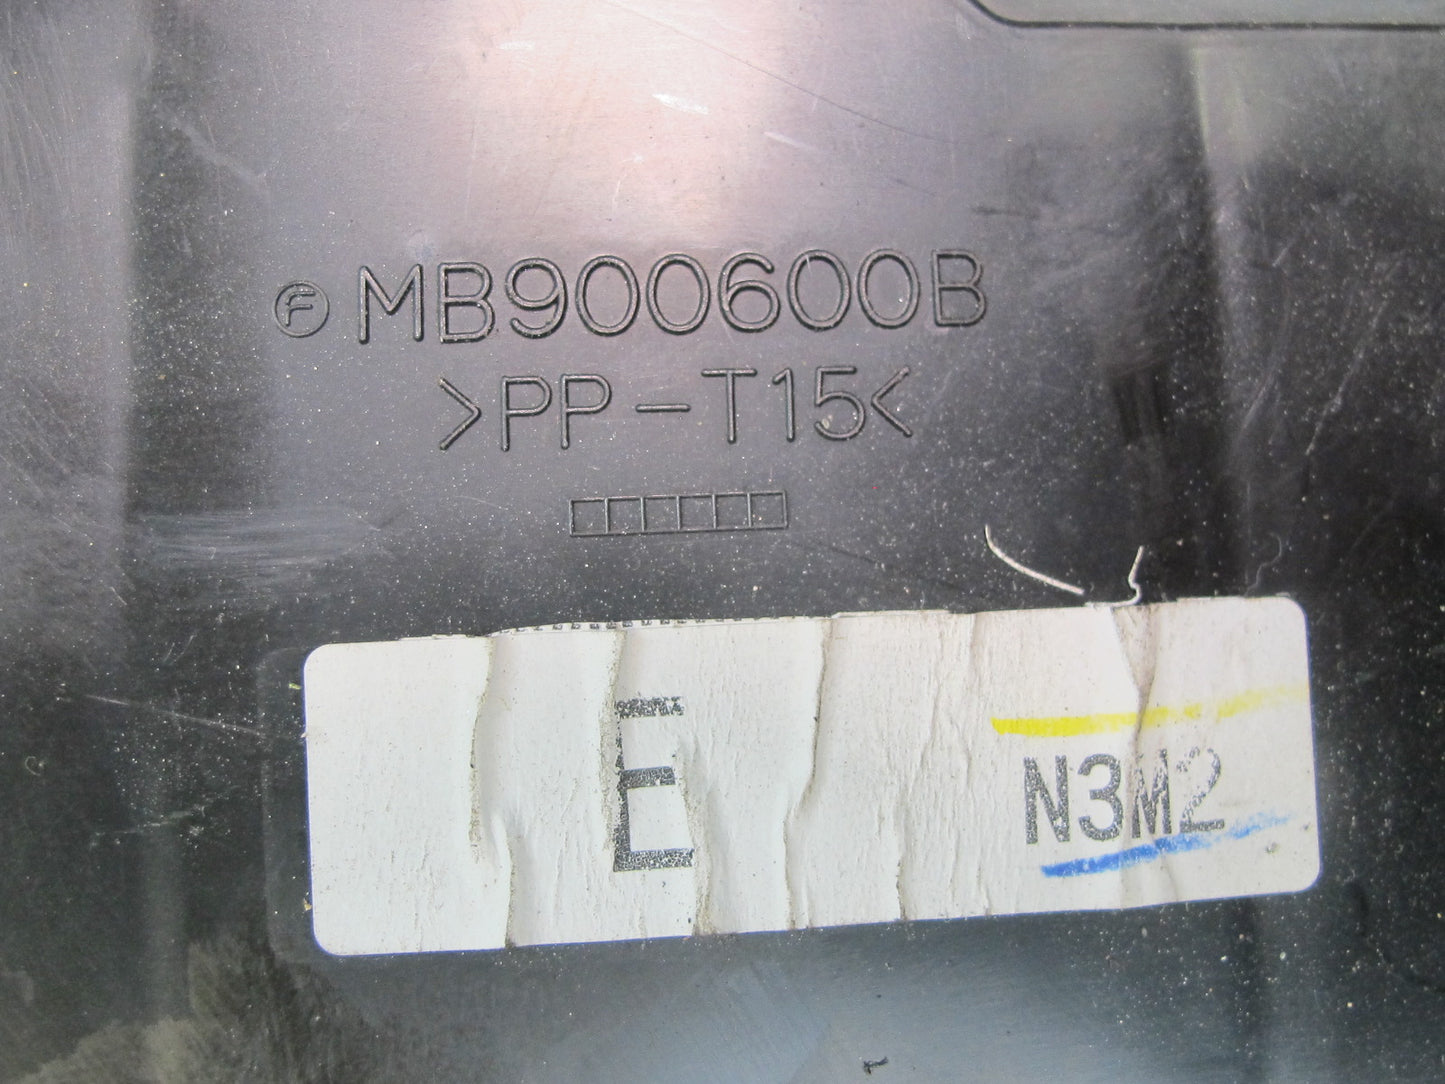 Ⓕ MB900600B
>PP-T15<
E
N3M2